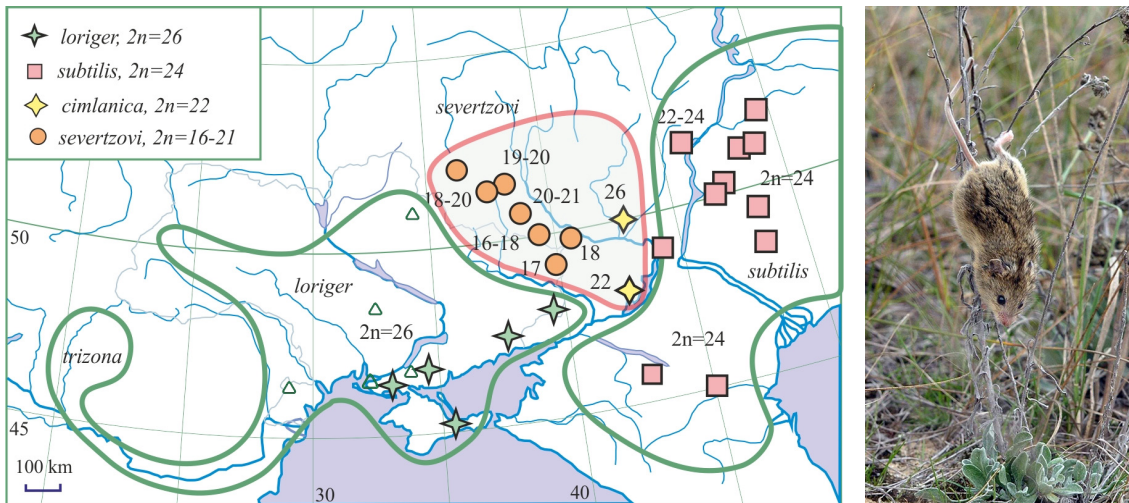 loriger, 2n=26
subtilis, 2n=24
cimlanica, 2n=22
severtzovi, 2n=16-21
severtzovi
22-24
19-20
18-20
20-21
26
2n=24
50
16-18
18
17
22
subtilis
loriger
2n=26
2n=24
trizona
45
100 km
30
40